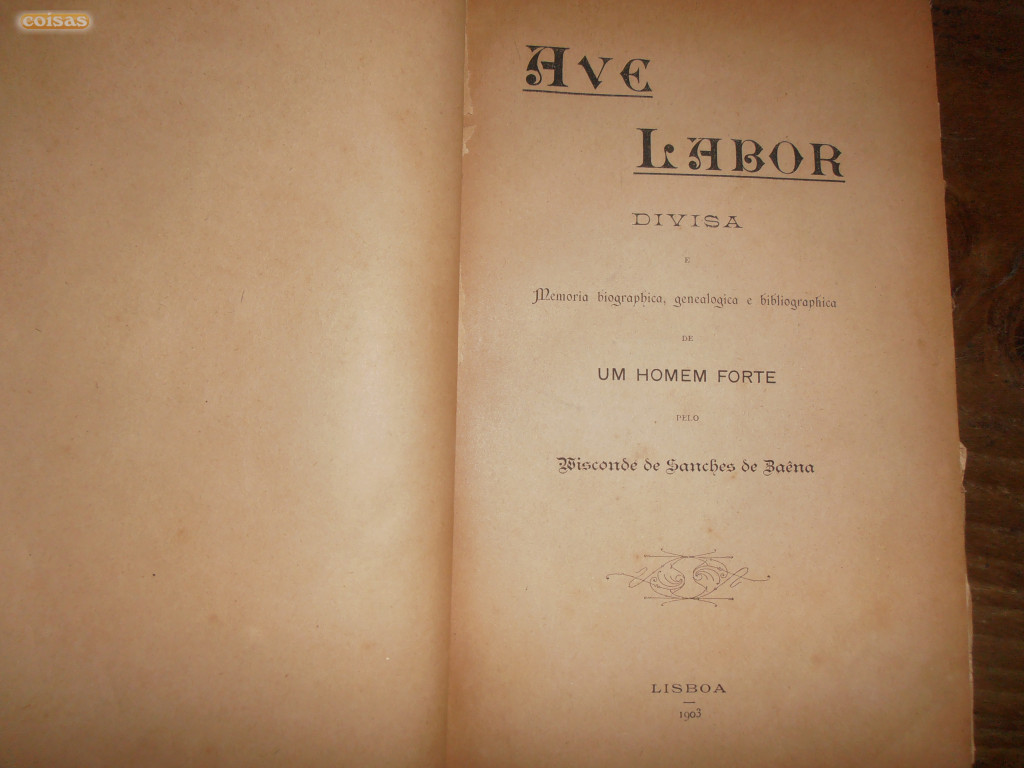 coisas
AVE
LABOR
DIVISA
E
Memoria biographica, genealogica e bibliographica
DE
UM HOMEM FORTE
PELO
Visconde de Sanches de Baêna
LISBOA
1903